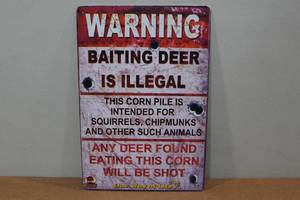 WARNING
BAITING DEER
IS ILLEGAL
THIS CORN PILE IS
INTENDED FOR
SQUIRRELS, CHIPMUNKS
AND OTHER SUCH ANIMALS
ANY DEER FOUND
EATING THIS CORN
WILL BE SHOT